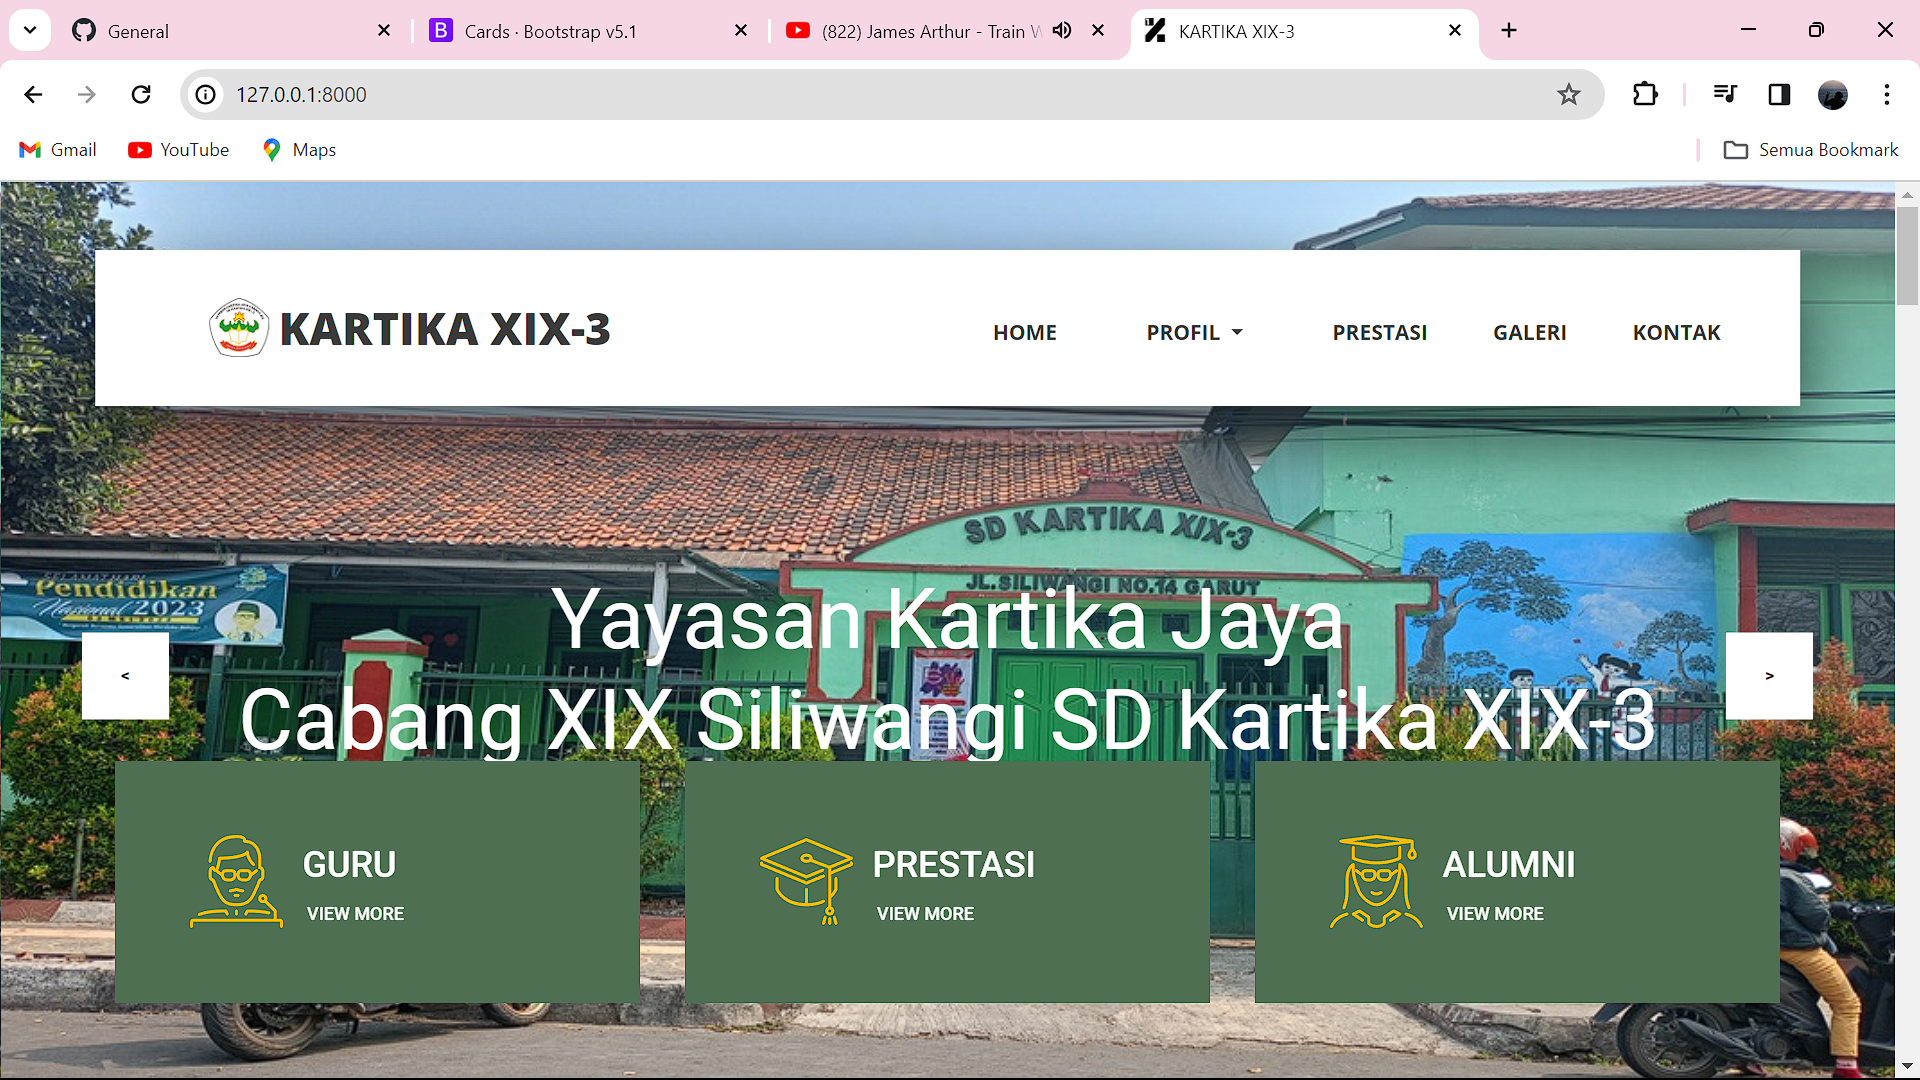 General
Cards · Bootstrap v5.1
(822) James Arthur - Train W
KARTIKA XIX-3
127.0.0.1:8000
Gmail
YouTube
Maps
Semua Bookmark
KARTIKA XIX-3
HOME
PROFIL
PRESTASI
GALERI
KONTAK
SD KARTIKA XIX-3
JL.SILIWANGI NO.14 GARUT
SELAMAT HARI
Pendidikan
Nasional 2023
Yayasan Kartika Jaya
Cabang XIX Siliwangi SD Kartika XIX-3
<
>
GURU
VIEW MORE
PRESTASI
VIEW MORE
ALUMNI
VIEW MORE